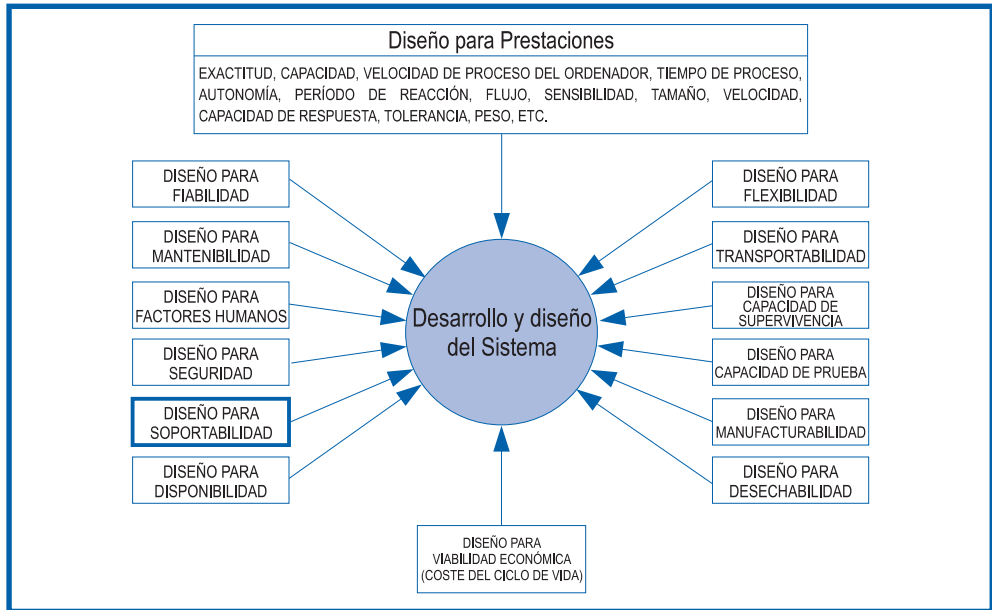 Diseño para Prestaciones
EXACTITUD, CAPACIDAD, VELOCIDAD DE PROCESO DEL ORDENADOR, TIEMPO DE PROCESO,
AUTONOMÍA, PERÍODO DE REACCIÓN, FLUJO, SENSIBILIDAD, TAMAÑO, VELOCIDAD,
CAPACIDAD DE RESPUESTA, TOLERANCIA, PESO, ETC.
DISEÑO PARA
FIABILIDAD
DISEÑO PARA
MANTENIBILIDAD
DISEÑO PARA
FACTORES HUMANOS
DISEÑO PARA
SEGURIDAD
DISEÑO PARA
SOPORTABILIDAD
DISEÑO PARA
DISPONIBILIDAD
Desarrollo y diseño
del Sistema
DISEÑO PARA
FLEXIBILIDAD
DISEÑO PARA
TRANSPORTABILIDAD
DISEÑO PARA
CAPACIDAD DE
SUPERVIVENCIA
DISEÑO PARA
CAPACIDAD DE PRUEBA
DISEÑO PARA
MANUFACTURABILIDAD
DISEÑO PARA
DESECHABILIDAD
DISEÑO PARA
VIABILIDAD ECONÓMICA
(COSTE DEL CICLO DE VIDA)